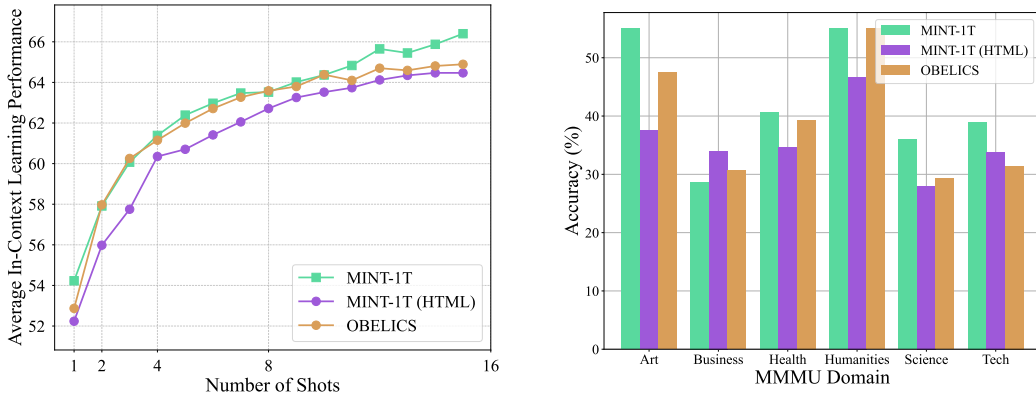 Average In-Context Learning Performance
66
64
62
60
58
56
54
52
1 2 4 8 16
Number of Shots
MINT-1T
MINT-1T (HTML)
OBELICS
Accuracy (%)
50
40
30
20
10
0
Art Business Health Humanities Science Tech
MMMU Domain
MINT-1T
MINT-1T (HTML)
OBELICS